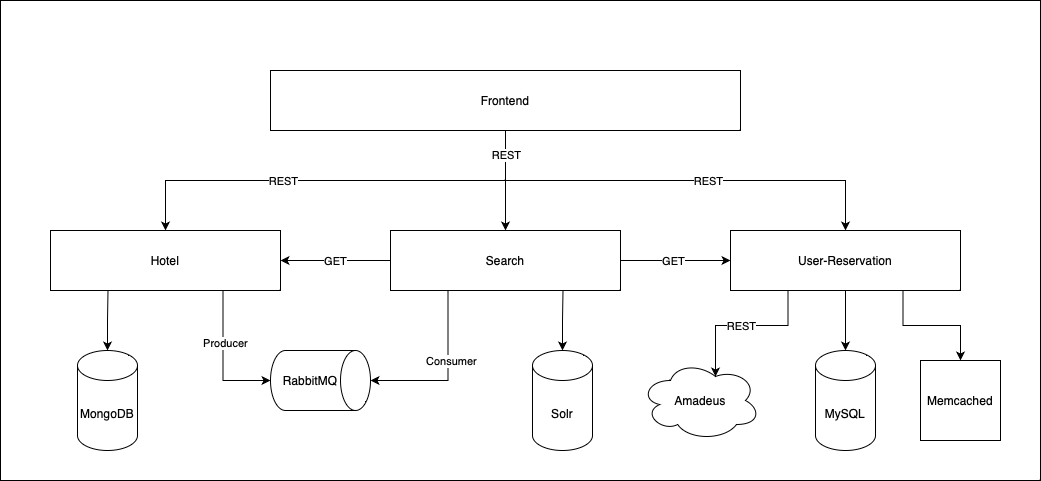 Frontend
REST
REST
REST
Hotel
GET
Search
GET
User-Reservation
REST
Producer
Consumer
RabbitMQ
MongoDB
Solr
Amadeus
MySQL
Memcached